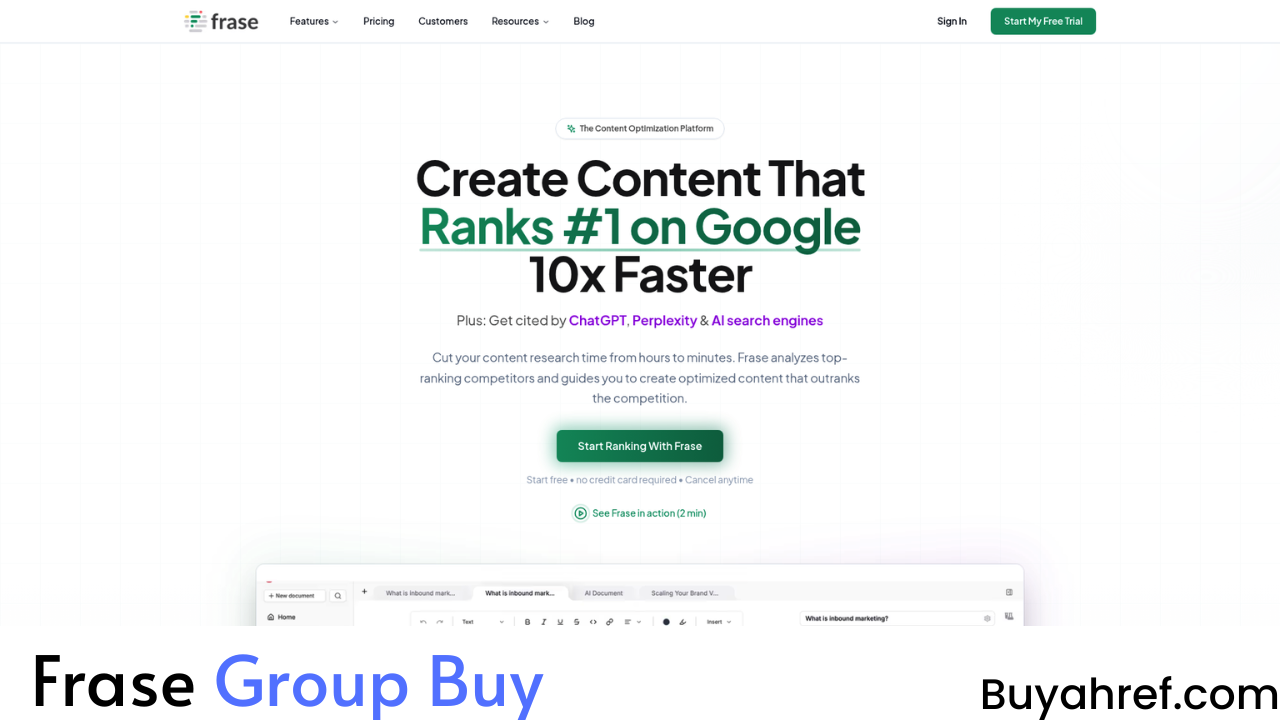 frase Features Pricing Customers Resources Blog Sign In Start My Free Trial
The Content Optimization Platform
Create Content That
Ranks #1 on Google
10x Faster
Plus: Get cited by ChatGPT, Perplexity & AI search engines
Cut your content research time from hours to minutes. Frase analyzes top-
ranking competitors and guides you to create optimized content that outranks
the competition.
Start Ranking With Frase
Start free • no credit card required • Cancel anytime
See Frase in action (2 min)
+ New document + What is inbound mark... What is inbound mark... AI Document Scaling Your Brand V...
Home Text B I U S Insert What is inbound marketing?
Frase Group Buy
Buyahref.com